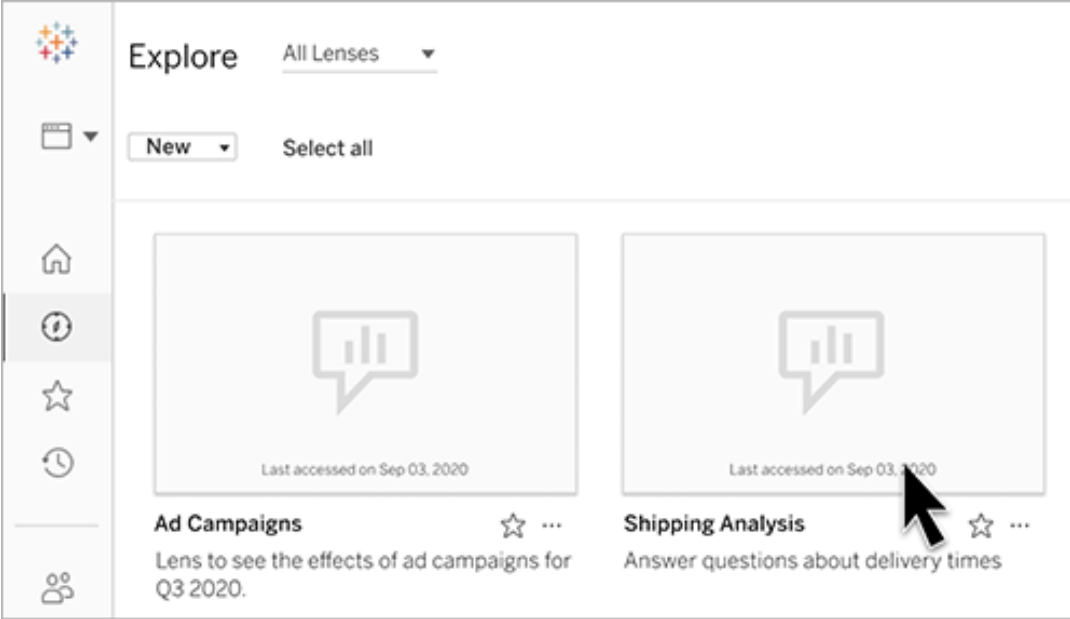 Explore
All Lenses
New
Select all
Last accessed on Sep 03, 2020
Last accessed on Sep 03, 2020
Ad Campaigns
...
Shipping Analysis
...
Lens to see the effects of ad campaigns for
Q3 2020.
Answer questions about delivery times